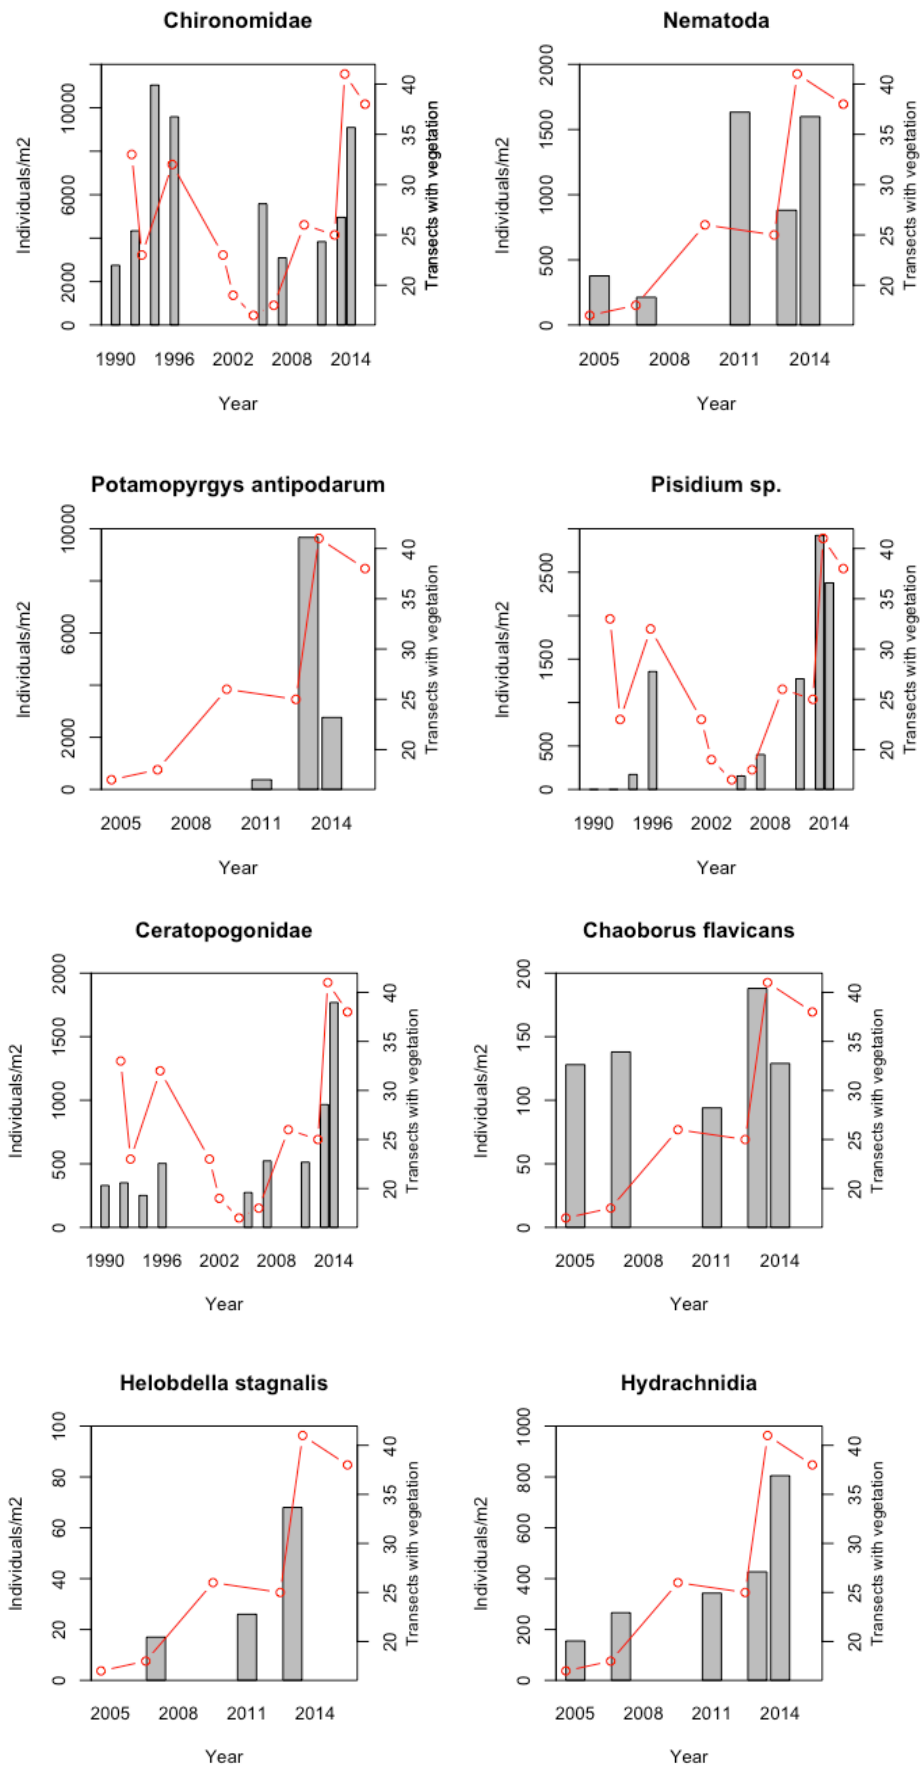 Chironomidae
Individuals/m2
0 2000 6000 10000
20 25 30 35 40
Transects with vegetation
1990 1996 2002 2008 2014
Year
Nematoda
Individuals/m2
0 500 1000 1500 2000
20 25 30 35 40
Transects with vegetation
2005 2008 2011 2014
Year
Potamopyrgys antipodarum
Individuals/m2
0 2000 6000 10000
20 25 30 35 40
Transects with vegetation
2005 2008 2011 2014
Year
Pisidium sp.
Individuals/m2
0 500 1500 2500
20 25 30 35 40
Transects with vegetation
1990 1996 2002 2008 2014
Year
Ceratopogonidae
Individuals/m2
0 500 1000 1500 2000
20 25 30 35 40
Transects with vegetation
1990 1996 2002 2008 2014
Year
Chaoborus flavicans
Individuals/m2
0 50 100 150 200
20 25 30 35 40
Transects with vegetation
2005 2008 2011 2014
Year
Helobdella stagnalis
Individuals/m2
0 20 40 60 80 100
20 25 30 35 40
Transects with vegetation
2005 2008 2011 2014
Year
Hydrachnidia
Individuals/m2
0 200 400 600 800 1000
20 25 30 35 40
Transects with vegetation
2005 2008 2011 2014
Year